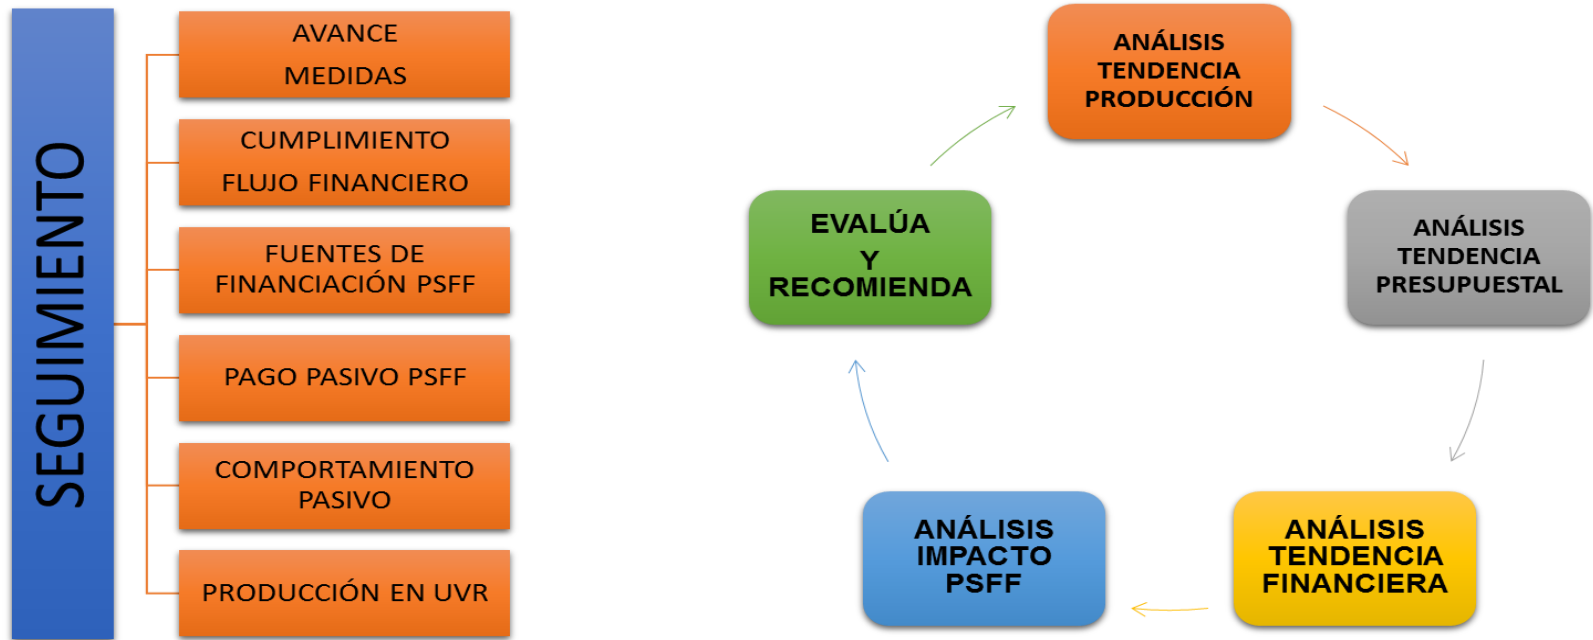 SEGUIMIENTO
AVANCE
MEDIDAS
CUMPLIMIENTO
FLUJO FINANCIERO
FUENTES DE
FINANCIACIÓN PSFF
PAGO PASIVO PSFF
COMPORTAMIENTO
PASIVO
PRODUCCIÓN EN UVR
ANÁLISIS
TENDENCIA
PRODUCCIÓN
ANÁLISIS
TENDENCIA
PRESUPUESTAL
ANÁLISIS
TENDENCIA
FINANCIERA
ANÁLISIS
IMPACTO
PSFF
EVALÚA
Y
RECOMIENDA